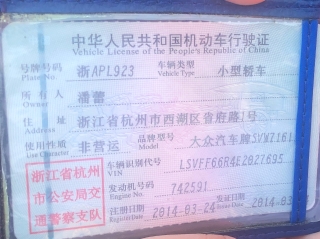 中华人民共和国机动车行驶证
Vehicle License of the People's Republic of China
号牌号码 浙APL923 车辆类型 小型轿车
Plate No. Vehicle Type
所有人 潘蕾
Owner
住址 浙江省杭州市西湖区省府路1号
Address
使用性质 非营运 品牌型号 大众汽车牌SVW7161
Use Character Model
浙江省杭州市公安局交通警察支队
车辆识别代号 LSVFF66R4E2027695
VIN
发动机号码 742591
Engine No.
注册日期 2014-03-24 发证日期 2014-03
Register Date Issue Date